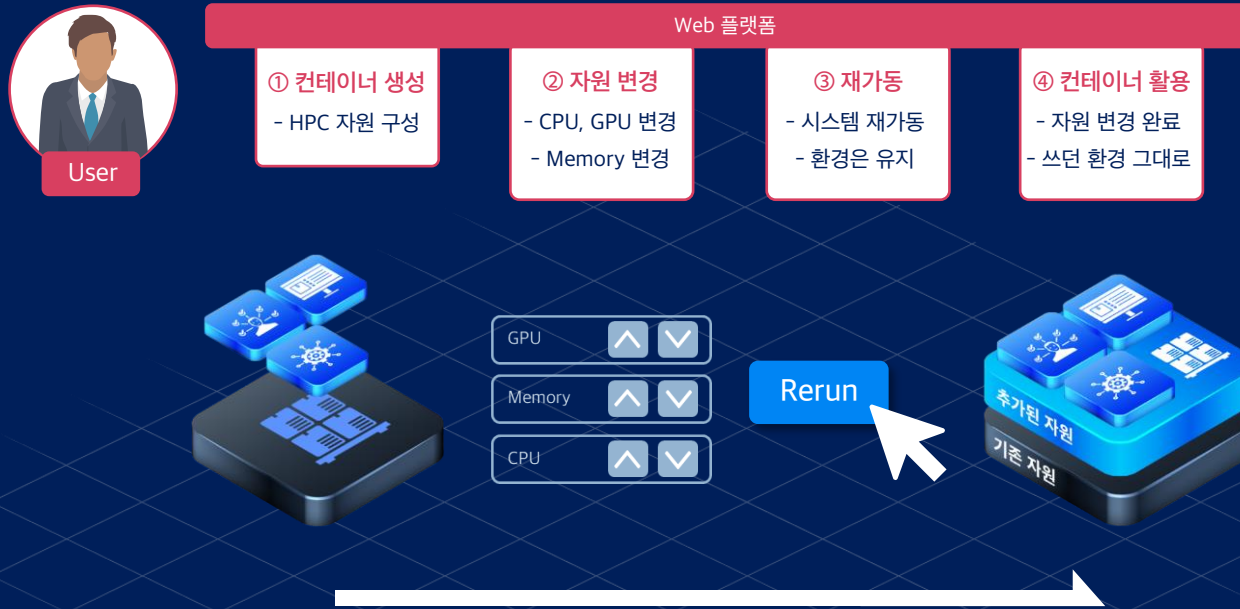 Web 플랫폼
User
① 컨테이너 생성
- HPC 자원 구성
② 자원 변경
- CPU, GPU 변경
- Memory 변경
③ 재가동
- 시스템 재가동
- 환경은 유지
④ 컨테이너 활용
- 자원 변경 완료
- 쓰던 환경 그대로
GPU
Memory
CPU
Rerun
추가된 자원
기존 자원